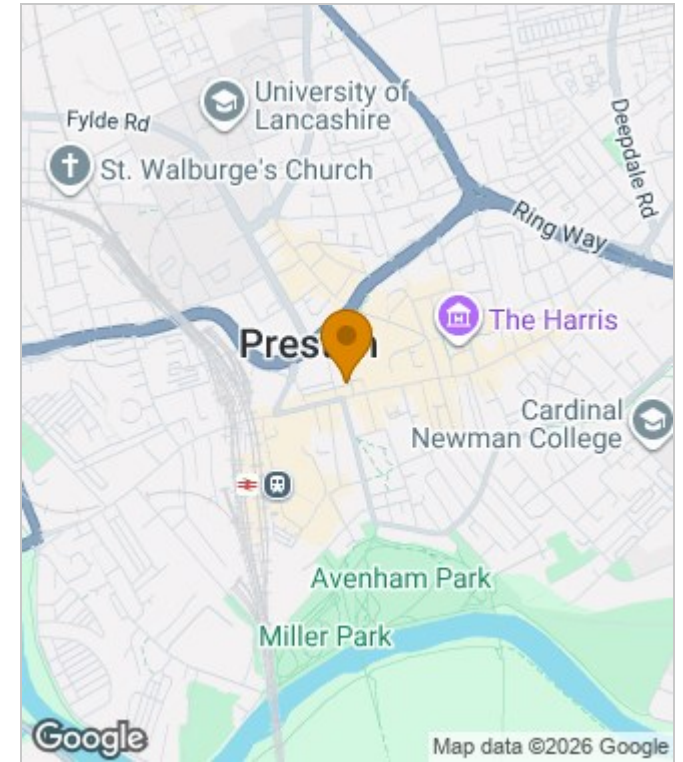 University of
Lancashire
Fylde Rd
Deepdale Rd
St. Walburge's Church
Ring Way
The Harris
Cardinal
Newman College
Avenham Park
Miller Park
Google
Map data ©2026 Google